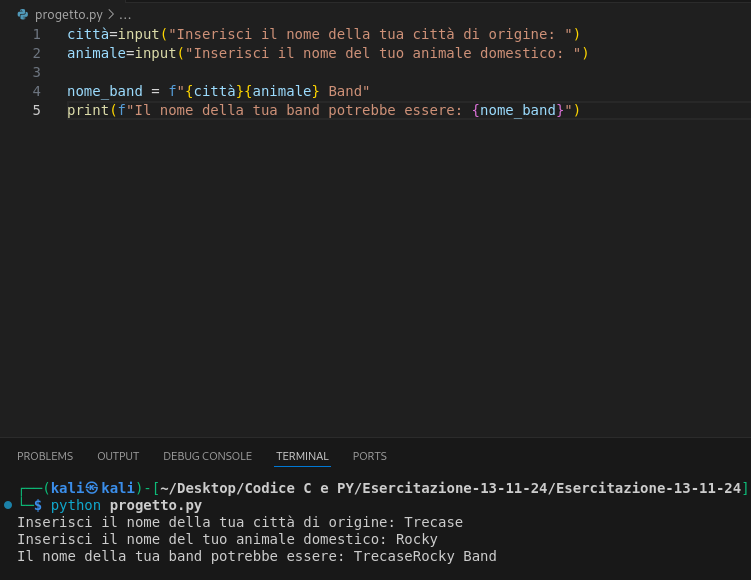 progetto.py > ...
1 città=input("Inserisci il nome della tua città di origine: ")
2 animale=input("Inserisci il nome del tuo animale domestico: ")
3
4 nome_band = f"{città}{animale} Band"
5 print(f"Il nome della tua band potrebbe essere: {nome_band}")
PROBLEMS OUTPUT DEBUG CONSOLE TERMINAL PORTS
┌──(kali㉿kali)-[~/Desktop/Codice C e PY/Esercitazione-13-11-24/Esercitazione-13-11-24]
└─$ python progetto.py
Inserisci il nome della tua città di origine: Trecase
Inserisci il nome del tuo animale domestico: Rocky
Il nome della tua band potrebbe essere: TrecaseRocky Band